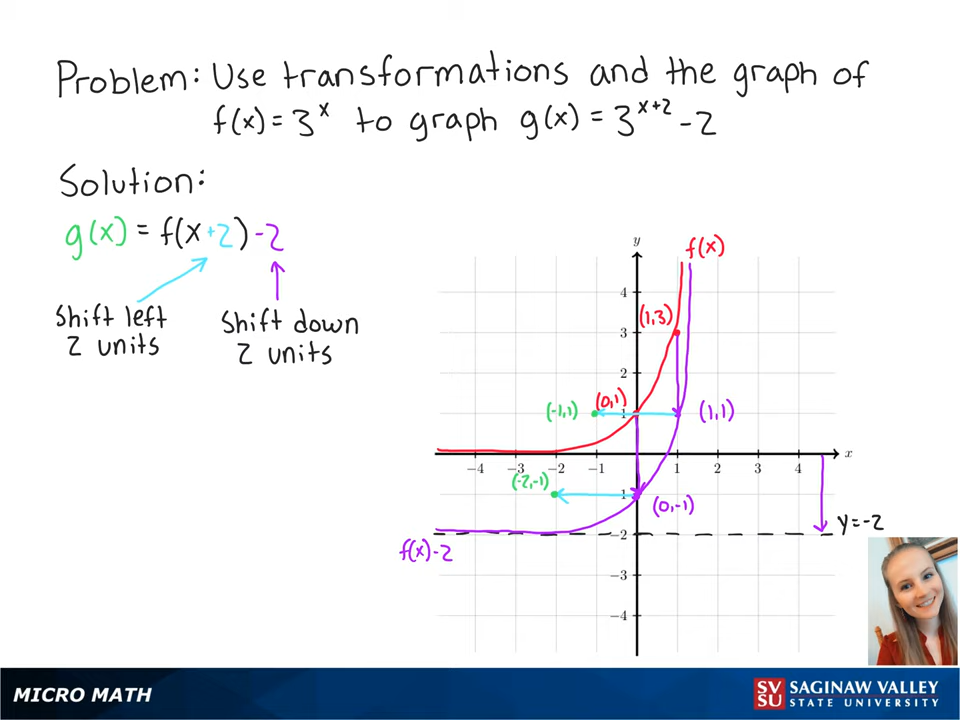 Problem: Use transformations and the graph of
f(x) = 3^x to graph g(x) = 3^(x+2) - 2
Solution:
g(x) = f(x +2) -2
Shift left
2 units
Shift down
2 units
y
f(x)
4
(1,3)
3
2
(0,1)
(-1,1)
1
(1,1)
x
−4 −3 −2 −1 1 2 3 4
(-2,-1)
1
(0,-1)
y=-2
−2
f(x)-2
−3
−4
MICRO MATH
SV
SU
SAGINAW VALLEY
STATE UNIVERSITY